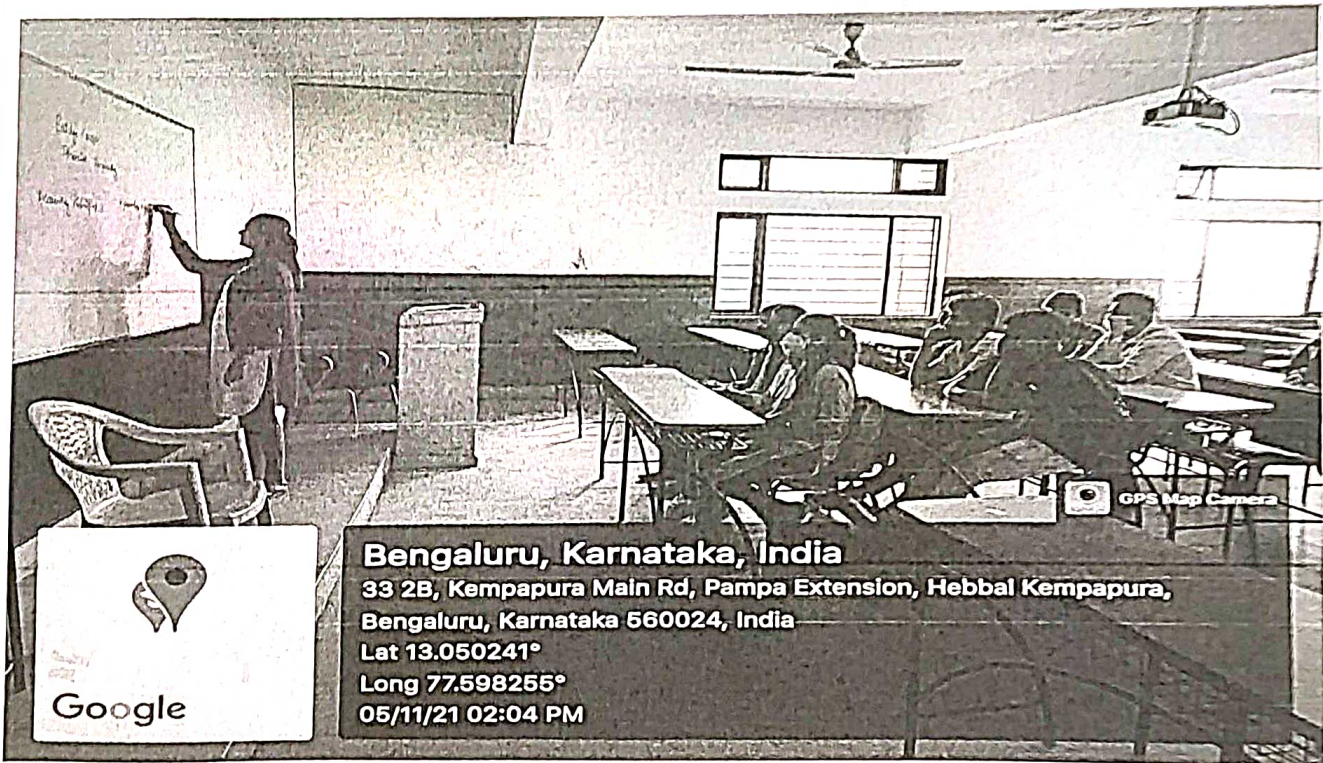 GPS Map Camera
Bengaluru, Karnataka, India
33 2B, Kempapura Main Rd, Pampa Extension, Hebbal Kempapura,
Bengaluru, Karnataka 560024, India
Lat 13.050241°
Long 77.598255°
05/11/21 02:04 PM
Google